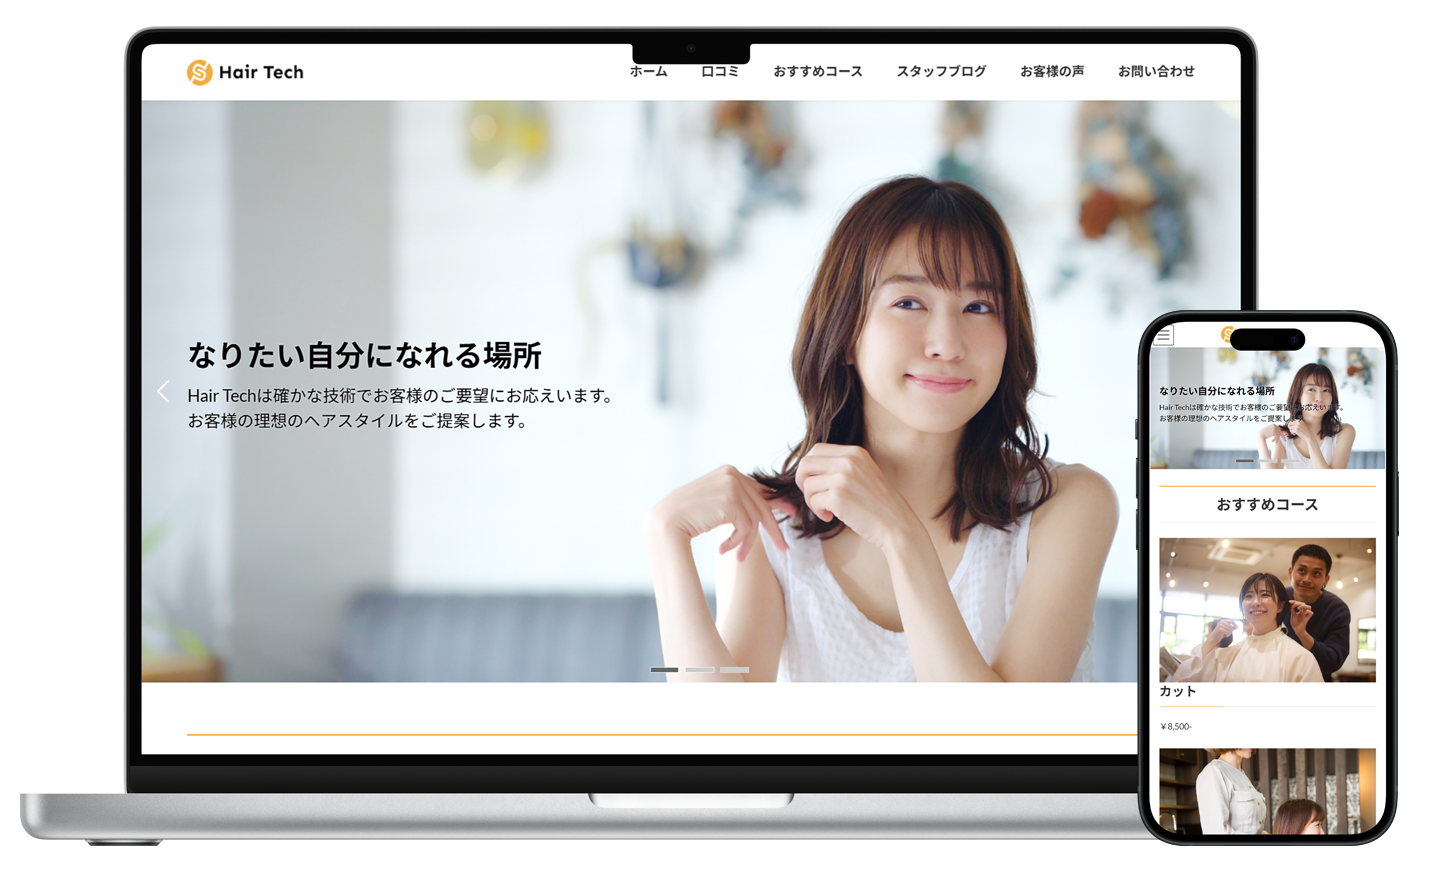 Hair Tech
ホーム 口コミ おすすめコース スタッフブログ お客様の声 お問い合わせ
なりたい自分になれる場所
Hair Techは確かな技術でお客様のご要望にお応えいます。
お客様の理想のヘアスタイルをご提案します。
なりたい自分になれる場所
Hair Techは確かな技術でお客様のご要望にお応えいます。
お客様の理想のヘアスタイルをご提案します。
おすすめコース
カット
￥8,500-